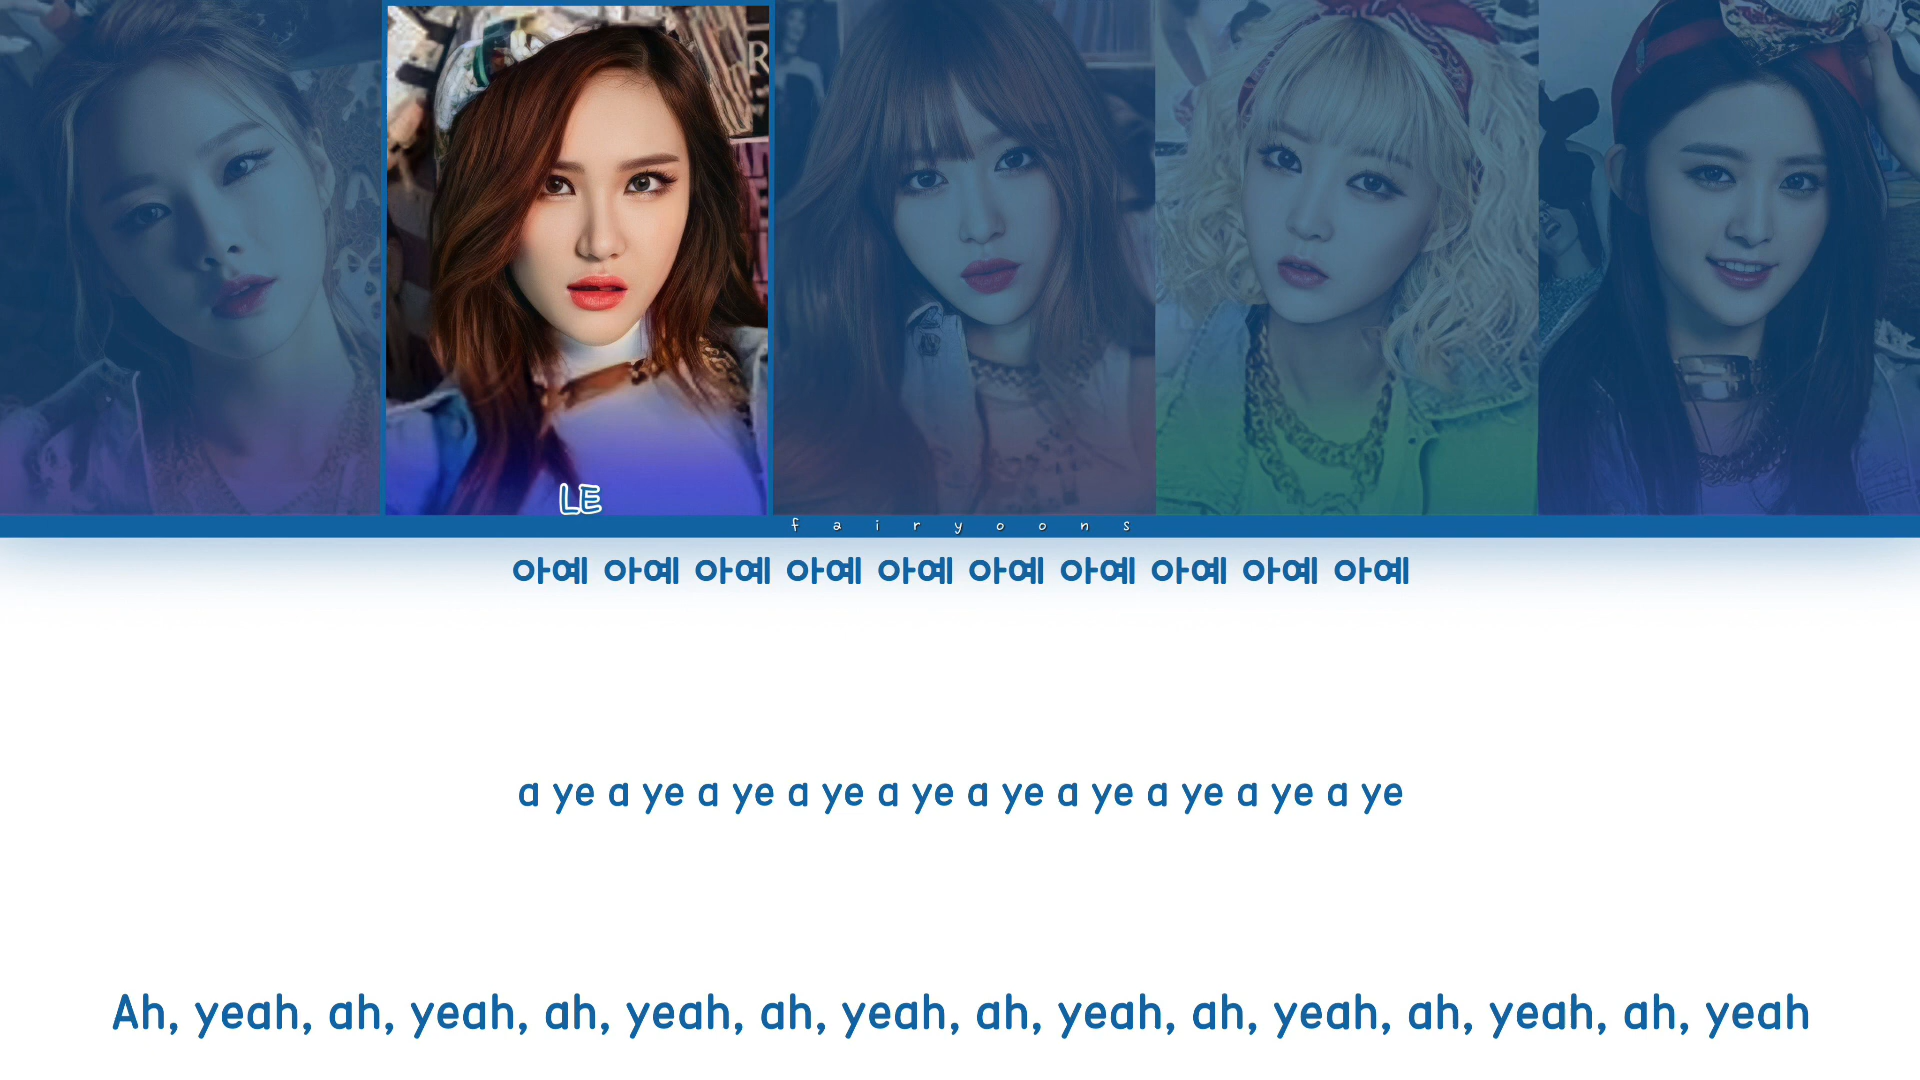 R
LE
fairyoons
아예 아예 아예 아예 아예 아예 아예 아예 아예 아예
a ye a ye a ye a ye a ye a ye a ye a ye a ye a ye
Ah, yeah, ah, yeah, ah, yeah, ah, yeah, ah, yeah, ah, yeah, ah, yeah, ah, yeah